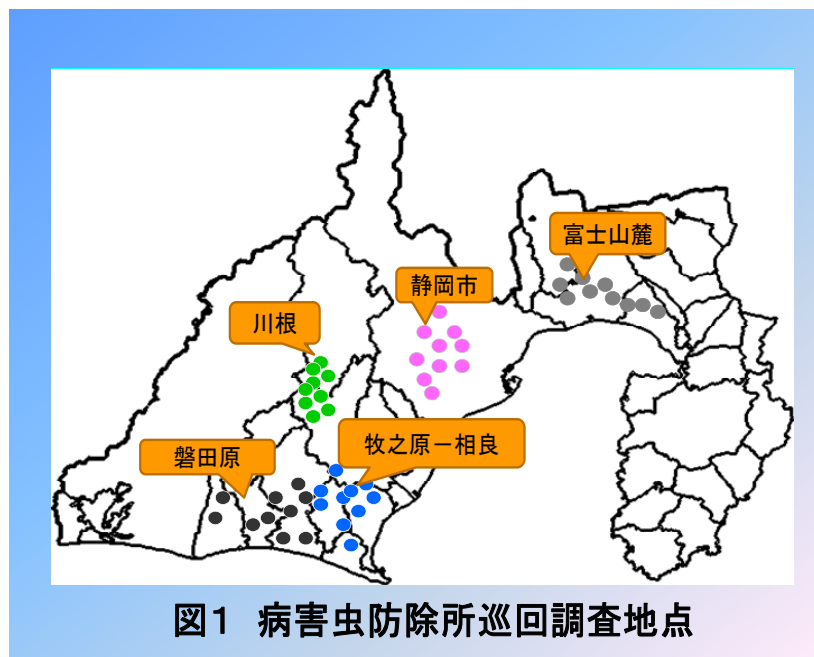 富士山麓
静岡市
川根
牧之原－相良
磐田原
図１ 病害虫防除所巡回調査地点